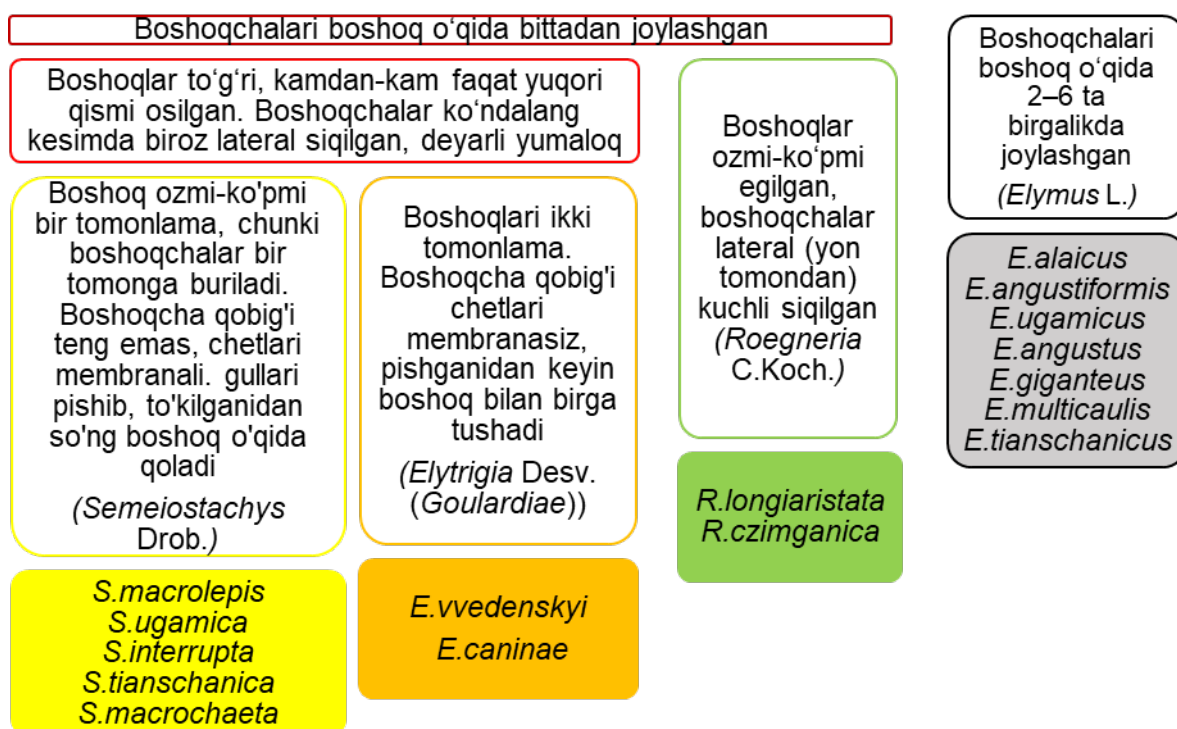 Boshoqchalari boshoq o‘qida bittadan joylashgan
Boshoqlar to‘g‘ri, kamdan-kam faqat yuqori
qismi osilgan. Boshoqchalar ko‘ndalang
kesimda biroz lateral siqilgan, deyarli yumaloq
Boshoq ozmi-ko'pmi
bir tomonlama, chunki
boshoqchalar bir
tomonga buriladi.
Boshoqcha qobig'i
teng emas, chetlari
membranali. gullari
pishib, to'kilganidan
so'ng boshoq o'qida
qoladi
(Semeiostachys
Drob.)
S.macrolepis
S.ugamica
S.interrupta
S.tianschanica
S.macrochaeta
Boshoqlari ikki
tomonlama.
Boshoqcha qobig'i
chetlari
membranasiz,
pishganidan keyin
boshoq bilan birga
tushadi
(Elytrigia Desv.
(Goulardiae))
E.vvedenskyi
E.caninae
Boshoqlar
ozmi-ko‘pmi
egilgan,
boshoqchalar
lateral (yon
tomondan)
kuchli siqilgan
(Roegneria
C.Koch.)
R.longiaristata
R.czimganica
Boshoqchalari
boshoq o‘qida
2–6 ta
birgalikda
joylashgan
(Elymus L.)
E.alaicus
E.angustiformis
E.ugamicus
E.angustus
E.giganteus
E.multicaulis
E.tianschanicus